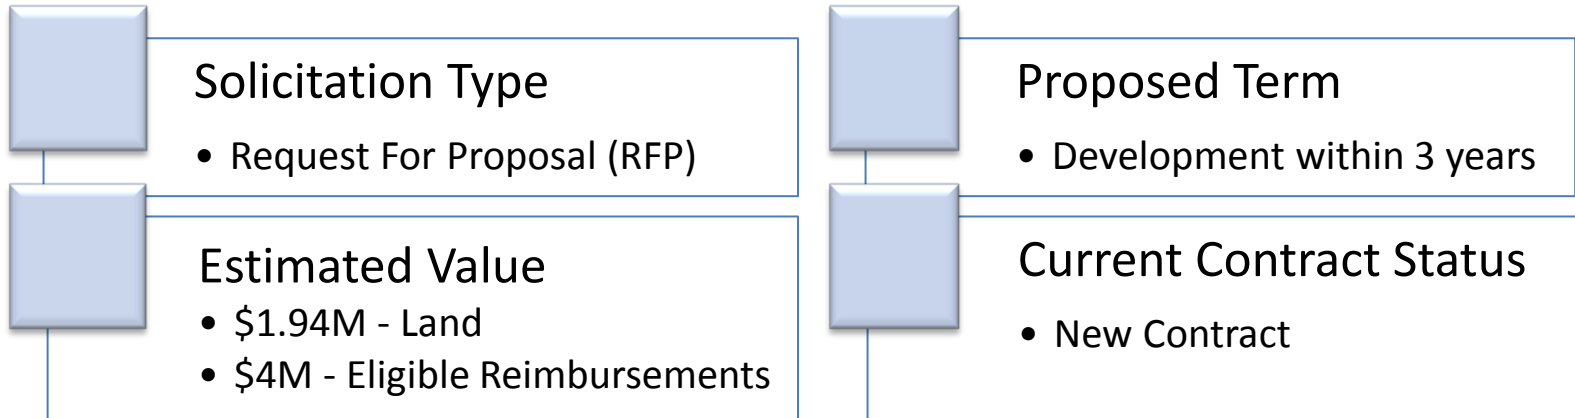 Solicitation Type
• Request For Proposal (RFP)
Proposed Term
• Development within 3 years
Estimated Value
• $1.94M - Land
• $4M - Eligible Reimbursements
Current Contract Status
• New Contract